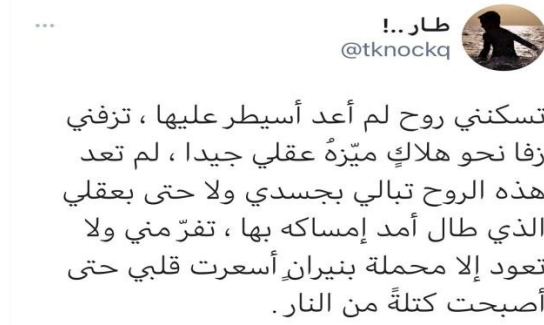 طار ..!
@tknockq
تسكنني روح لم أعد أسيطر عليها ، تزفني
زفا نحو هلاكٍ ميّزهُ عقلي جيدا ، لم تعد
هذه الروح تبالي بجسدي ولا حتى بعقلي
الذي طال أمد إمساكه بها ، تفرّ مني ولا
تعود إلا محملة بنيرانٍ أسعرت قلبي حتى
أصبحت كتلةً من النار .